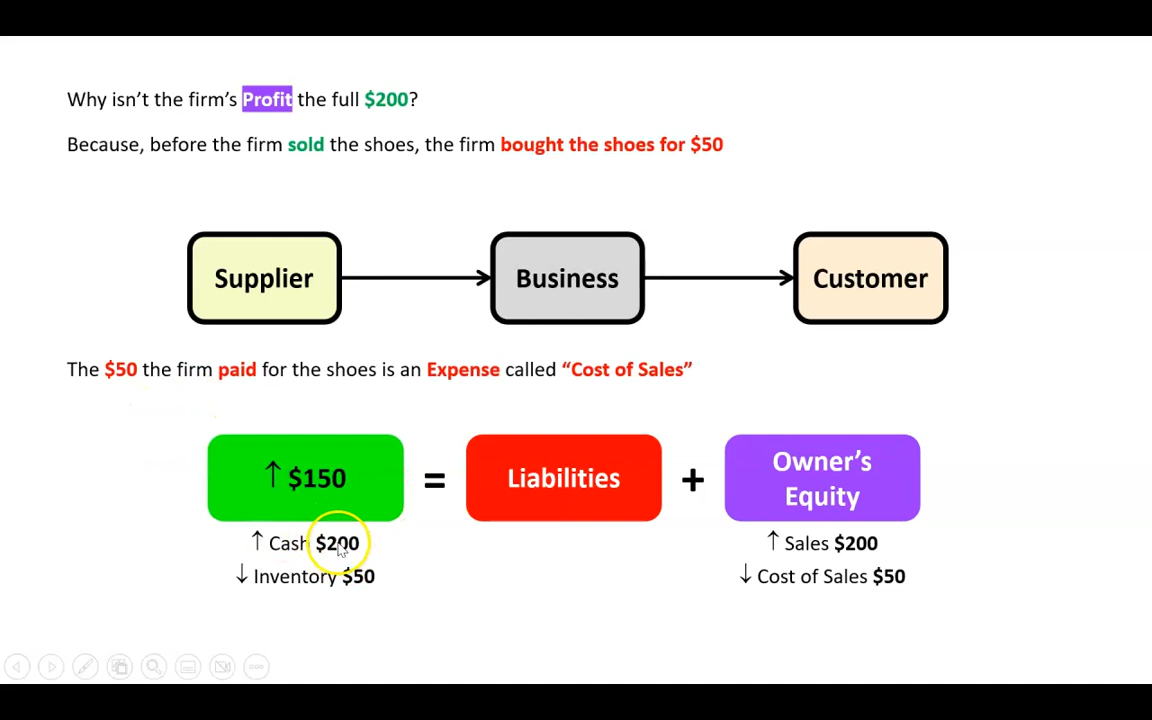 Why isn't the firm's Profit the full $200?
Because, before the firm sold the shoes, the firm bought the shoes for $50
Supplier
Business
Customer
The $50 the firm paid for the shoes is an Expense called “Cost of Sales”
↑ $150 = Liabilities + Owner's Equity
↑ Cash $200
↓ Inventory $50
↑ Sales $200
↓ Cost of Sales $50